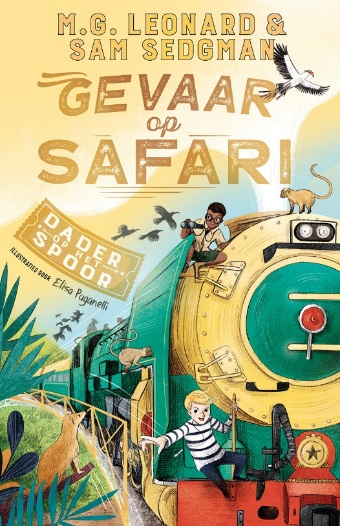 M.G. LEONARD &
SAM SEDGMAN
GEVAAR
op
SAFARI
DADER
OP HET
SPOOR
ILLUSTRATIES DOOR Elisa Paganelli